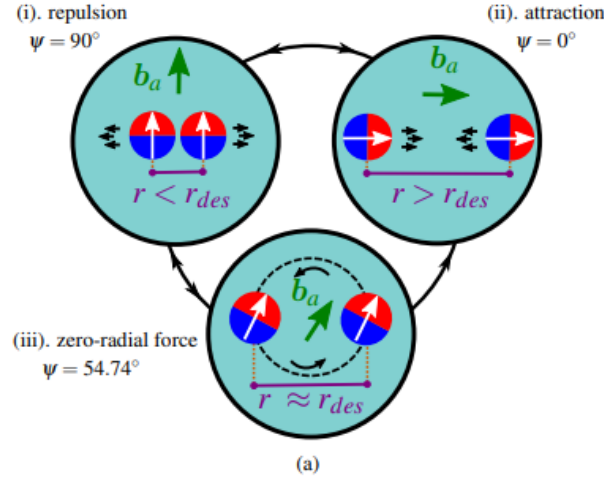 (i). repulsion
ψ = 90°
(ii). attraction
ψ = 0°
b_a
b_a
r < r_des
r > r_des
b_a
(iii). zero-radial force
ψ = 54.74°
r ≈ r_des
(a)